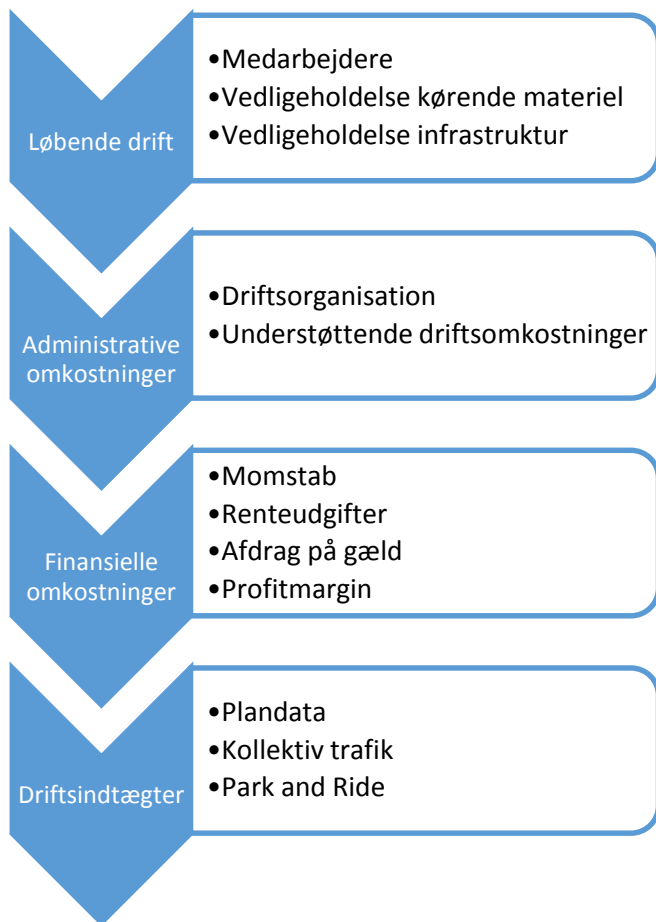 Løbende drift
•Medarbejdere
•Vedligeholdelse kørende materiel
•Vedligeholdelse infrastruktur
Administrative
omkostninger
•Driftsorganisation
•Understøttende driftsomkostninger
Finansielle
omkostninger
•Momstab
•Renteudgifter
•Afdrag på gæld
•Profitmargin
Driftsindtægter
•Plandata
•Kollektiv trafik
•Park and Ride